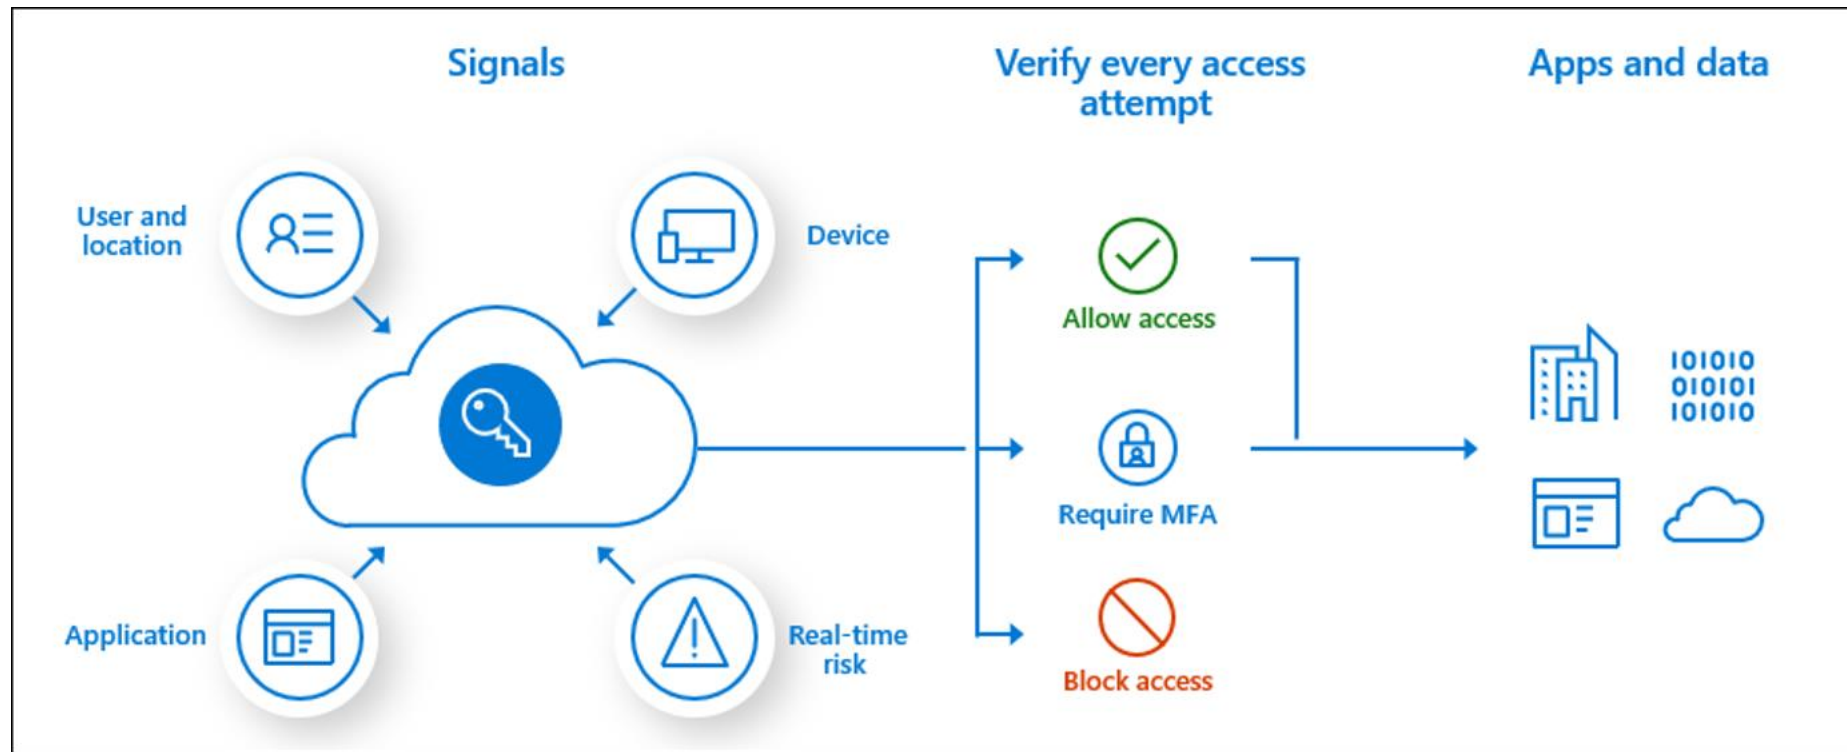 Signals
Verify every access
attempt
Apps and data
User and
location
Device
Allow access
101010
010101
101010
Require MFA
Application
Real-time
risk
Block access